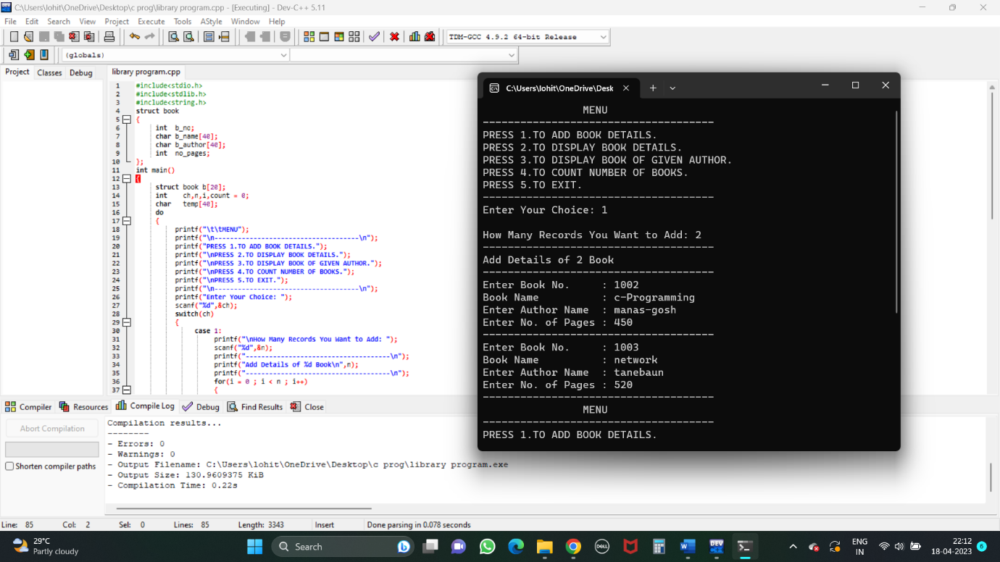 C:\Users\lohit\OneDrive\Desktop\c prog\library program.cpp - [Executing] - Dev-C++ 5.11
File Edit Search View Project Execute Tools AStyle Window Help
TDM-GCC 4.9.2 64-bit Release
(globals)
Project Classes Debug
library program.cpp
1 #include<stdio.h>
2 #include<stdlib.h>
3 #include<string.h>
4 struct book
5 {
6 int b_no;
7 char b_name[40];
8 char b_author[40];
9 int no_pages;
10 };
11 int main()
12 {
13 struct book b[20];
14 int ch,n,i,count = 0;
15 char temp[40];
16 do
17 {
18 printf("\t\tMENU");
19 printf("\n-------------------------------------\n");
20 printf("PRESS 1.TO ADD BOOK DETAILS.");
21 printf("\nPRESS 2.TO DISPLAY BOOK DETAILS.");
22 printf("\nPRESS 3.TO DISPLAY BOOK OF GIVEN AUTHOR.");
23 printf("\nPRESS 4.TO COUNT NUMBER OF BOOKS.");
24 printf("\nPRESS 5.TO EXIT.");
25 printf("\n-------------------------------------\n");
26 printf("Enter Your Choice: ");
27 scanf("%d",&ch);
28 switch(ch)
29 {
30 case 1:
31 printf("\nHow Many Records You Want to Add: ");
32 scanf("%d",&n);
33 printf("-------------------------------------\n");
34 printf("Add Details of %d Book\n",n);
35 printf("-------------------------------------\n");
36 for(i = 0 ; i < n ; i++)
37 {
C:\Users\lohit\OneDrive\Desk
MENU
-------------------------------------
PRESS 1.TO ADD BOOK DETAILS.
PRESS 2.TO DISPLAY BOOK DETAILS.
PRESS 3.TO DISPLAY BOOK OF GIVEN AUTHOR.
PRESS 4.TO COUNT NUMBER OF BOOKS.
PRESS 5.TO EXIT.
-------------------------------------
Enter Your Choice: 1
How Many Records You Want to Add: 2
-------------------------------------
Add Details of 2 Book
-------------------------------------
Enter Book No. : 1002
Book Name : c-Programming
Enter Author Name : manas-gosh
Enter No. of Pages : 450
-------------------------------------
Enter Book No. : 1003
Book Name : network
Enter Author Name : tanebaun
Enter No. of Pages : 520
-------------------------------------
MENU
-------------------------------------
PRESS 1.TO ADD BOOK DETAILS.
Compiler Resources Compile Log Debug Find Results Close
Abort Compilation
Shorten compiler paths
Compilation results...
--------
- Errors: 0
- Warnings: 0
- Output Filename: C:\Users\lohit\OneDrive\Desktop\c prog\library program.exe
- Output Size: 130.9609375 KiB
- Compilation Time: 0.22s
Line: 85 Col: 2 Sel: 0 Lines: 85 Length: 3343 Insert Done parsing in 0.078 seconds
29°C
Partly cloudy
Search
DELL
DEV
ENG
IN
22:12
18-04-2023
6